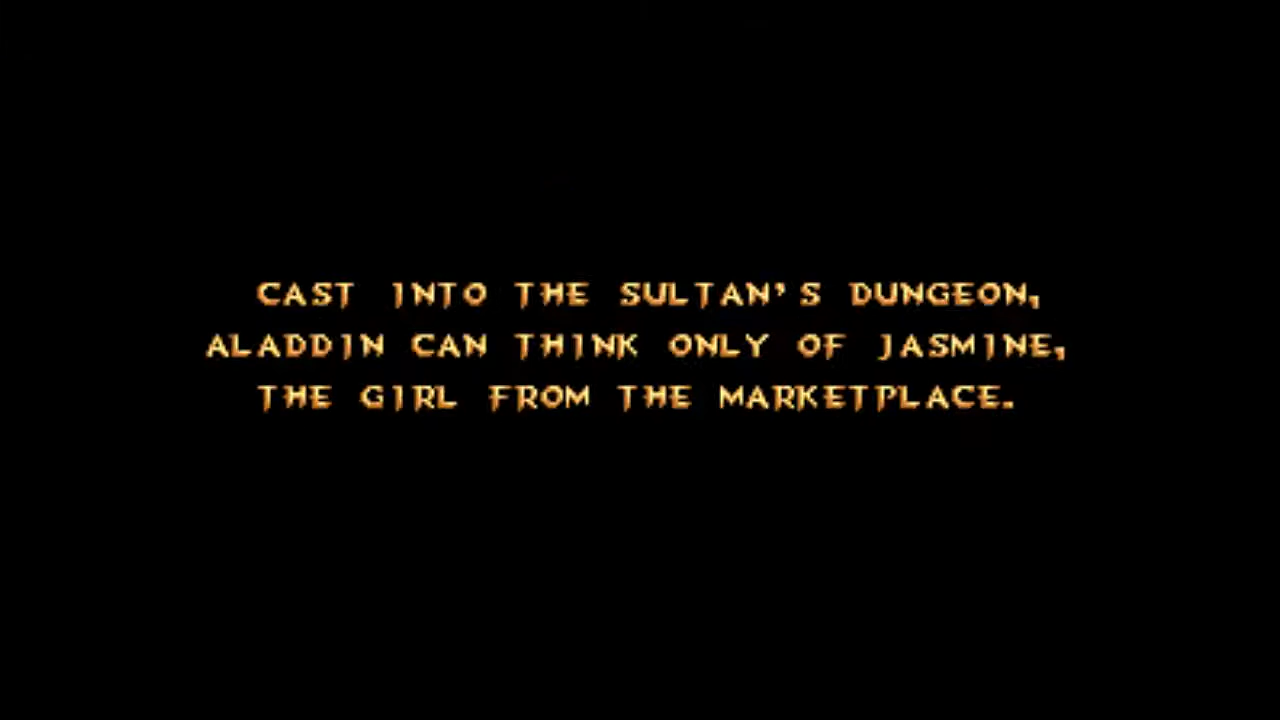 CAST INTO THE SULTAN'S DUNGEON,
ALADDIN CAN THINK ONLY OF JASMINE,
THE GIRL FROM THE MARKETPLACE.